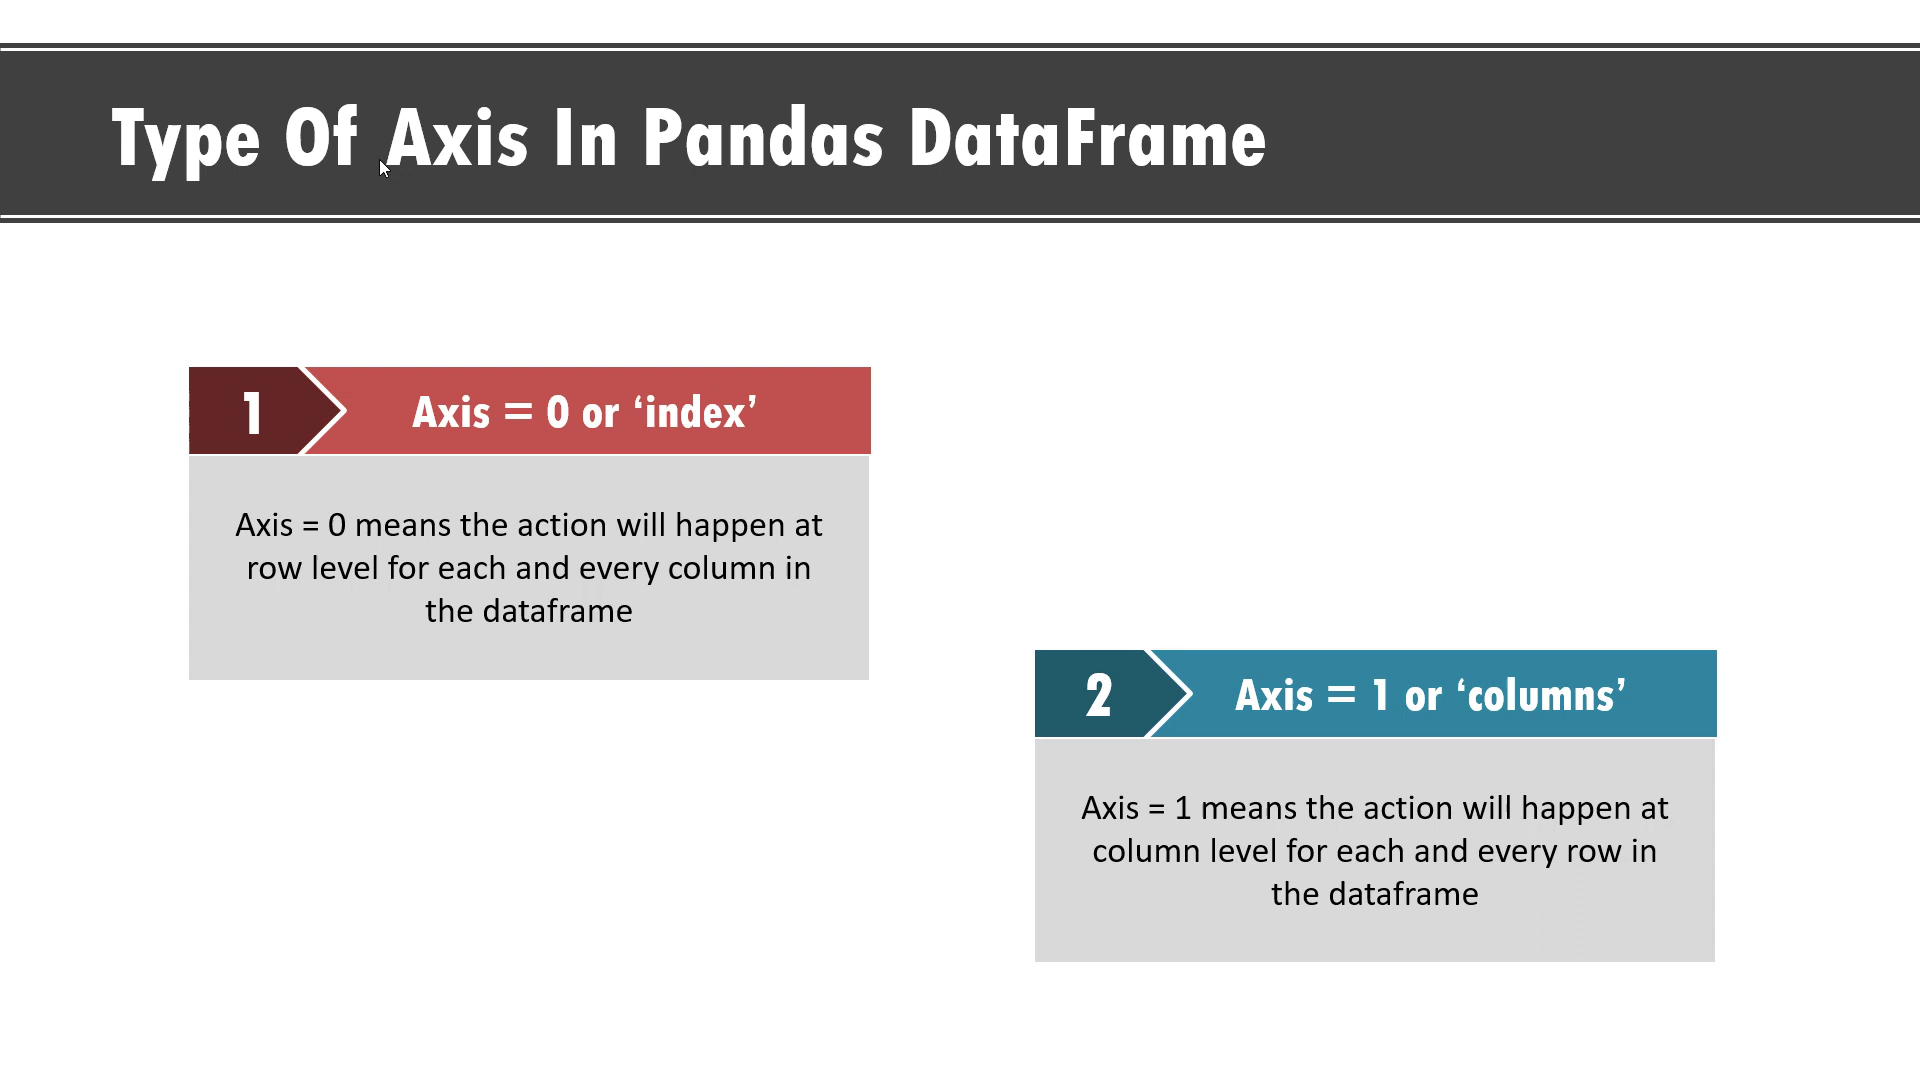 Type Of Axis In Pandas DataFrame
1
Axis = 0 or ‘index’
Axis = 0 means the action will happen at
row level for each and every column in
the dataframe
2
Axis = 1 or ‘columns’
Axis = 1 means the action will happen at
column level for each and every row in
the dataframe